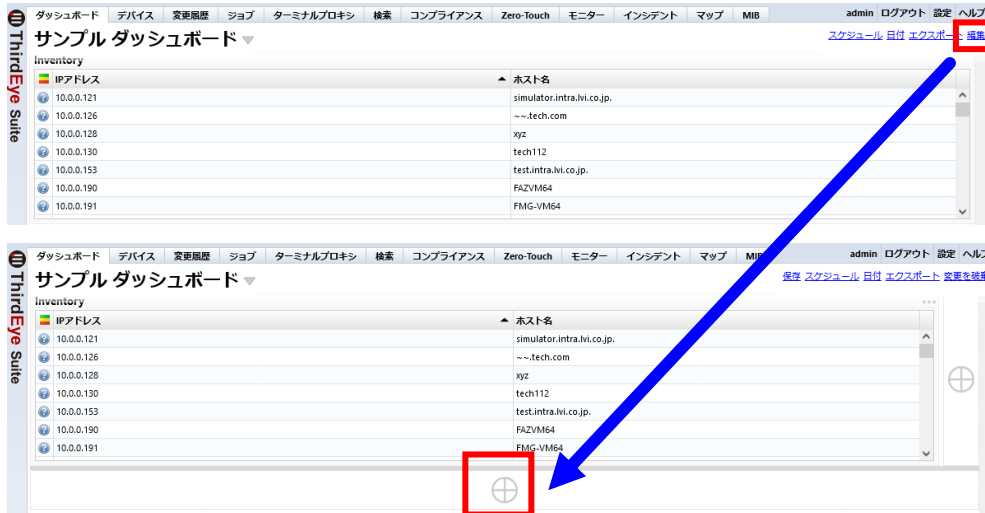 ダッシュボード デバイス 変更履歴 ジョブ ターミナルプロキシ 検索 コンプライアンス Zero-Touch モニター インシデント マップ MIB admin ログアウト 設定 ヘルプ
サンプル ダッシュボード
スケジュール 日付 エクスポート 編集
ThirdEye Suite
Inventory
IPアドレス ホスト名
10.0.0.121 simulator.intra.lvi.co.jp.
10.0.0.126 ~~.tech.com
10.0.0.128 xyz
10.0.0.130 tech112
10.0.0.153 test.intra.lvi.co.jp.
10.0.0.190 FAZVM64
10.0.0.191 FMG-VM64
ダッシュボード デバイス 変更履歴 ジョブ ターミナルプロキシ 検索 コンプライアンス Zero-Touch モニター インシデント マップ admin ログアウト 設定
サンプル ダッシュボード
保存 スケジュール 日付 エクスポート 変更を破棄
ThirdEye Suite
Inventory
IPアドレス ホスト名
10.0.0.121 simulator.intra.lvi.co.jp.
10.0.0.126 ~~.tech.com
10.0.0.128 xyz
10.0.0.130 tech112
10.0.0.153 test.intra.lvi.co.jp.
10.0.0.190 FAZVM64
10.0.0.191 FMG-VM64